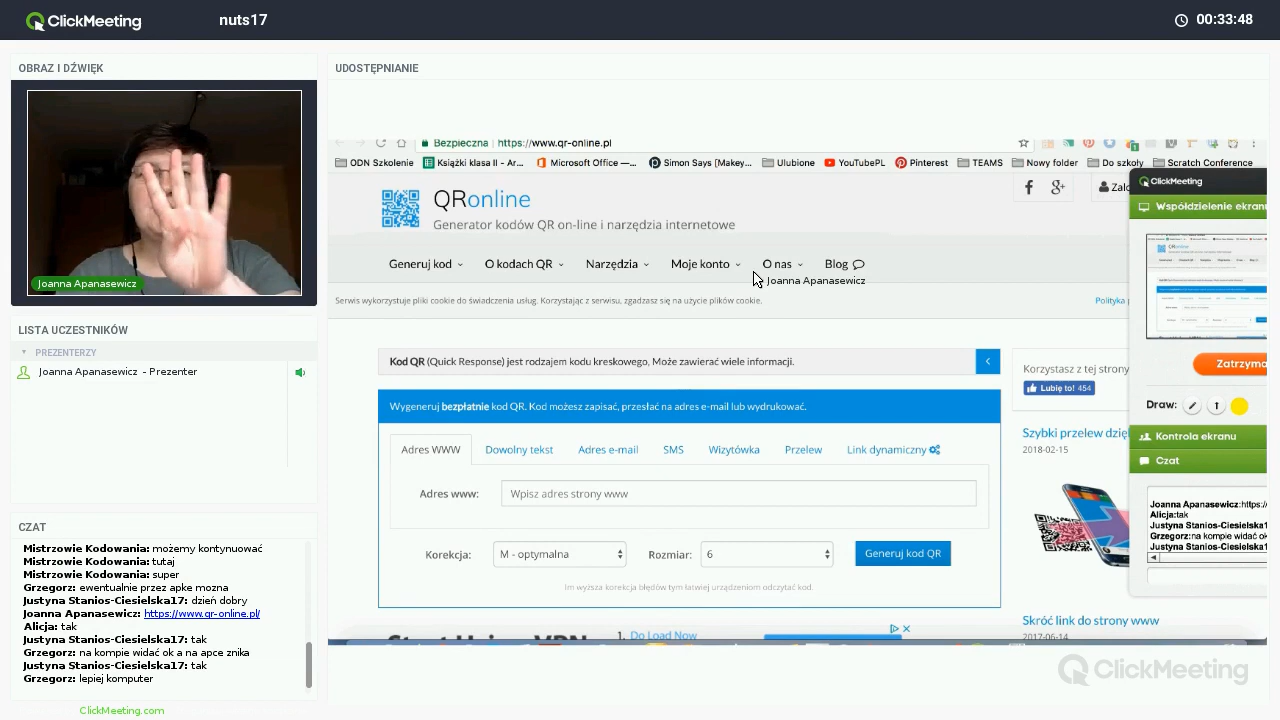 ClickMeeting
nuts17
00:33:48
OBRAZ I DŹWIĘK
Joanna Apanasewicz
LISTA UCZESTNIKÓW
PREZENTERZY
Joanna Apanasewicz - Prezenter
CZAT
Mistrzowie Kodowania: możemy kontynuować
Mistrzowie Kodowania: tutaj
Mistrzowie Kodowania: super
Grzegorz: ewentualnie przez apke mozna
Justyna Stanios-Ciesielska17: dzień dobry
Joanna Apanasewicz: https://www.qr-online.pl/
Alicja: tak
Justyna Stanios-Ciesielska17: tak
Grzegorz: na kompie widać ok a na apce znika
Justyna Stanios-Ciesielska17: tak
Grzegorz: lepiej komputer
ClickMeeting.com
UDOSTĘPNIANIE
Bezpieczna https://www.qr-online.pl
ODN Szkolenie Książki klasa II - Ar... Microsoft Office —... Simon Says [Makey... Ulubione YouTubePL Pinterest TEAMS Nowy folder Do szkoły Scratch Conference
QRonline
Generator kodów QR on-line i narzędzia internetowe
Generuj kod QR Narzędzia Moje konto O nas Blog
Joanna Apanasewicz
Serwis wykorzystuje pliki cookie doświadczani usług. Korzystając z serwisu, zgadzasz się na użycie plików cookie.
Polityka
Kod QR (Quick Response) jest rodzajem kodu kreskowego, Może zawierać wiele informacji.
Wygeneruj bezpłatnie kod QR. Kod możesz zapisać, przesłać na adres e-mail lub wydrukować.
Adres WWW Dowolny tekst Adres e-mail SMS Wizytówka Przelew Link dynamiczny
Adres www: Wpisz adres strony www
Korekcja: M - optymalna Rozmiar: 6 Generuj kod QR
Im wyższa korekcja błędów tym łatwiej urządzeniom odczytać kod.
1. Do Load Now
Korzystasz z tej strony
Lubię to! 454
Szybki przelew
2018-02-15
Skróć link do strony www
2017-06-14
ClickMeeting
Współdzielenie ekranu
Zatrzyma
Draw:
Kontrola ekranu
Czat
Joanna Apanasewicz:https:/
Alicja:tak
Justyna Stanios-Ciesielska1
Grzegorz:na kompie widać o
Justyna Stanios-Ciesielska1
ClickMeeting